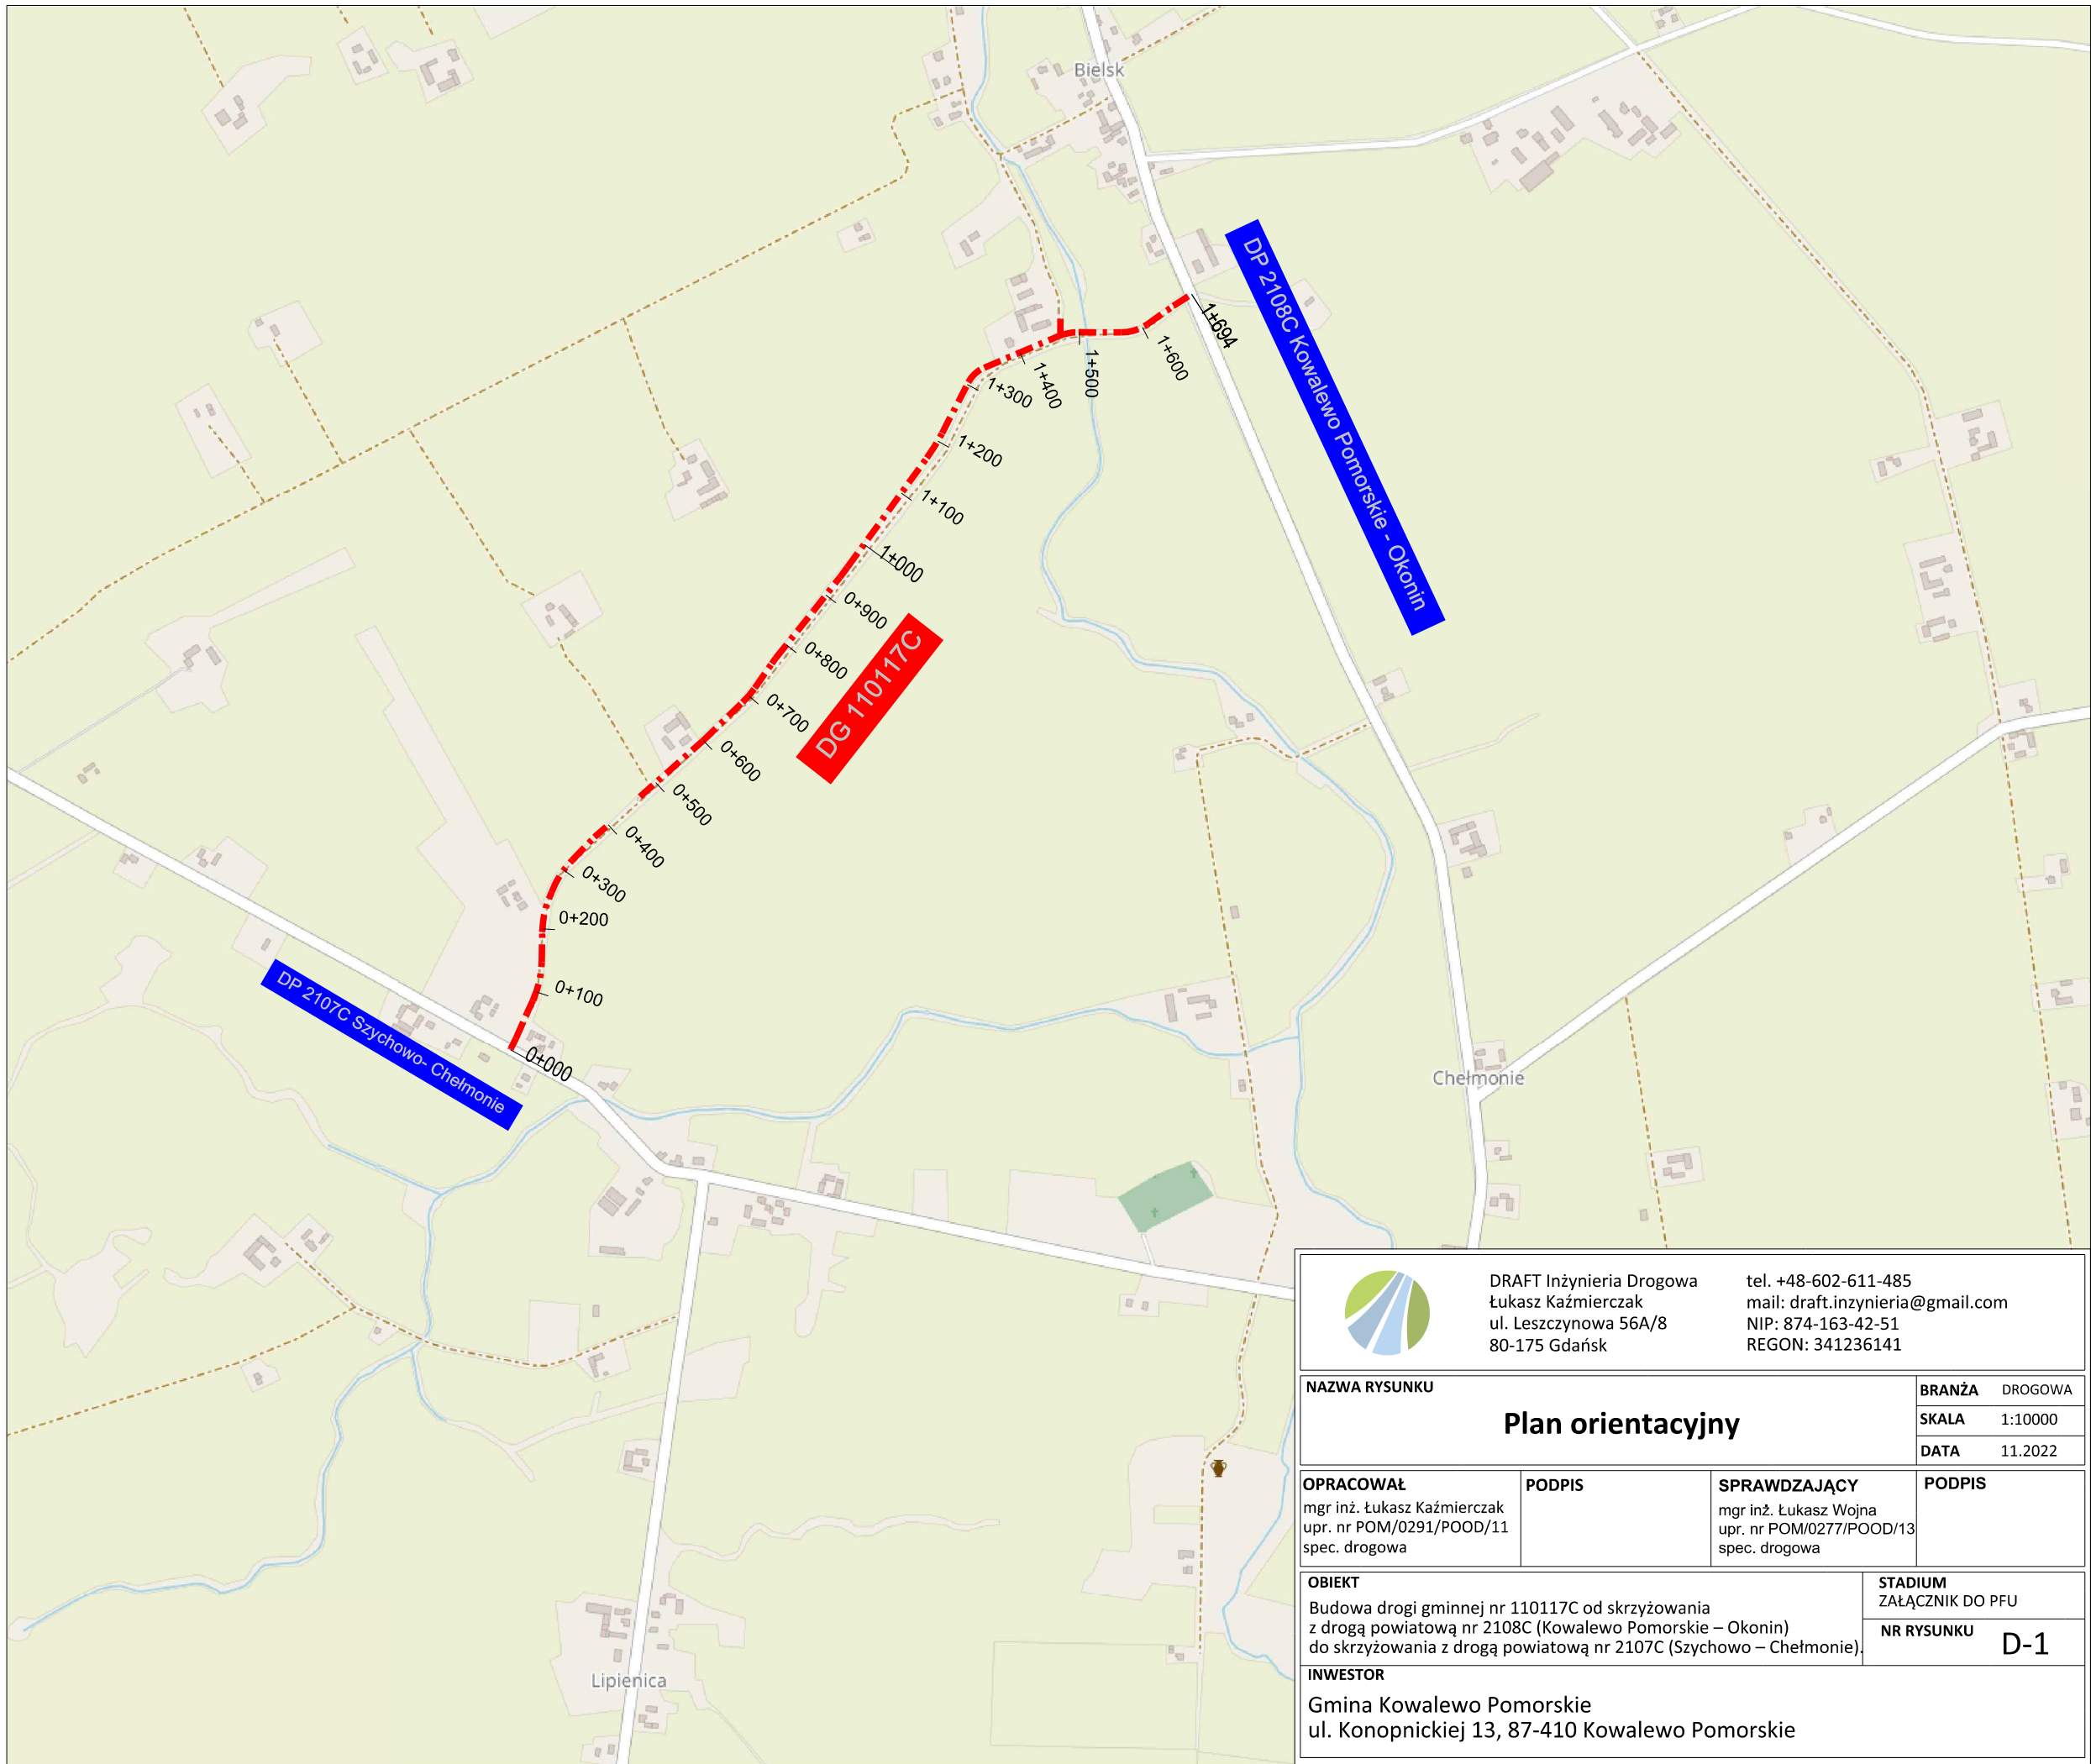 Bielsk
DP 2108C Kowalewo Pomorskie - Okonin
1+694
1+600
1+500
1+400
1+300
1+200
1+100
1+000
0+900
0+800
0+700
DG 110117C
0+600
0+500
0+400
0+300
0+200
0+100
0+000
DP 2107C Szychowo- Chełmonie
Chełmonie
Lipienica
DRAFT Inżynieria Drogowa
Łukasz Kaźmierczak
ul. Leszczynowa 56A/8
80-175 Gdańsk
tel. +48-602-611-485
mail: draft.inzynieria@gmail.com
NIP: 874-163-42-51
REGON: 341236141
NAZWA RYSUNKU
Plan orientacyjny
BRANŻA DROGOWA
SKALA 1:10000
DATA 11.2022
OPRACOWAŁ
mgr inż. Łukasz Kaźmierczak
upr. nr POM/0291/POOD/11
spec. drogowa
PODPIS
SPRAWDZAJĄCY
mgr inż. Łukasz Wojna
upr. nr POM/0277/POOD/13
spec. drogowa
PODPIS
OBIEKT
Budowa drogi gminnej nr 110117C od skrzyżowania
z drogą powiatową nr 2108C (Kowalewo Pomorskie – Okonin)
do skrzyżowania z drogą powiatową nr 2107C (Szychowo – Chełmonie).
STADIUM
ZAŁĄCZNIK DO PFU
NR RYSUNKU D-1
INWESTOR
Gmina Kowalewo Pomorskie
ul. Konopnickiej 13, 87-410 Kowalewo Pomorskie